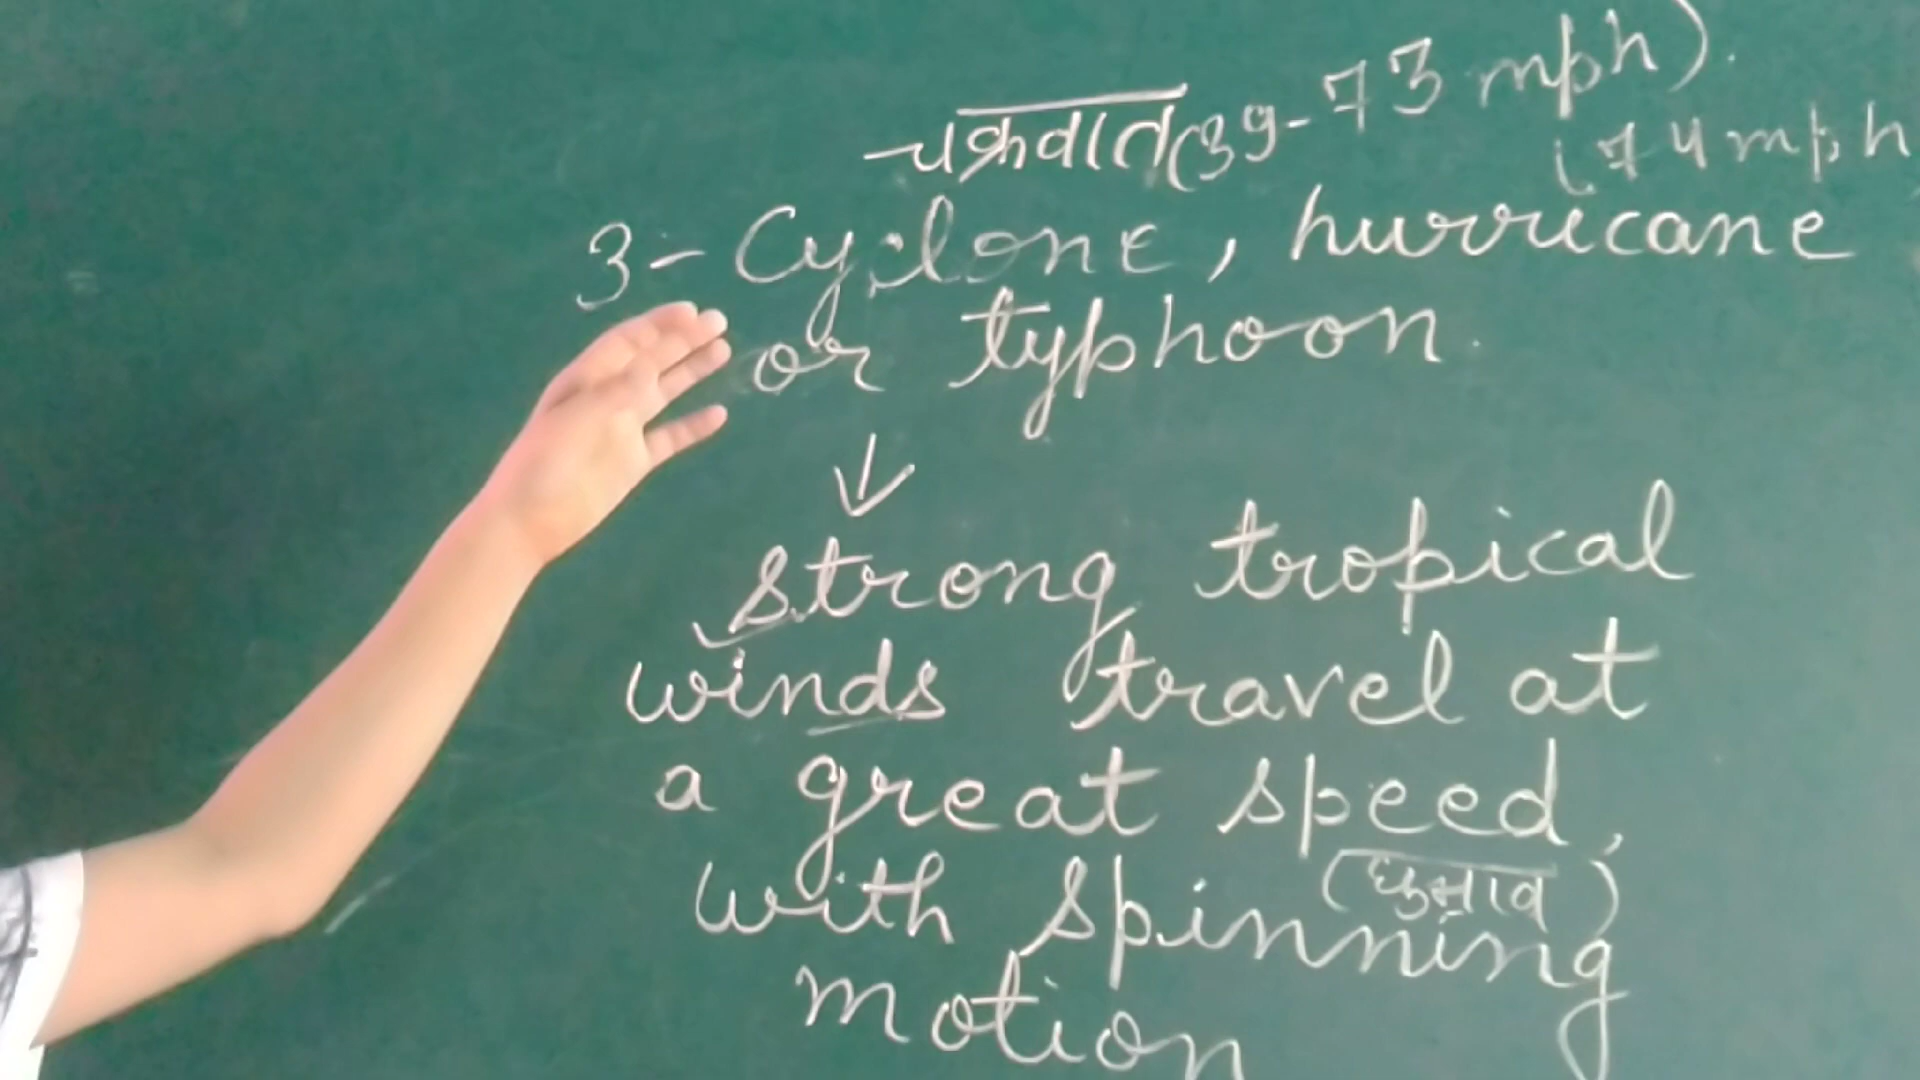 चक्रवात (39-73 mph).
(74 mph
3- Cyclone, hurricane
or typhoon.
↓
strong tropical
winds travel at
a great speed,
(घुमाव)
with spinning
motion